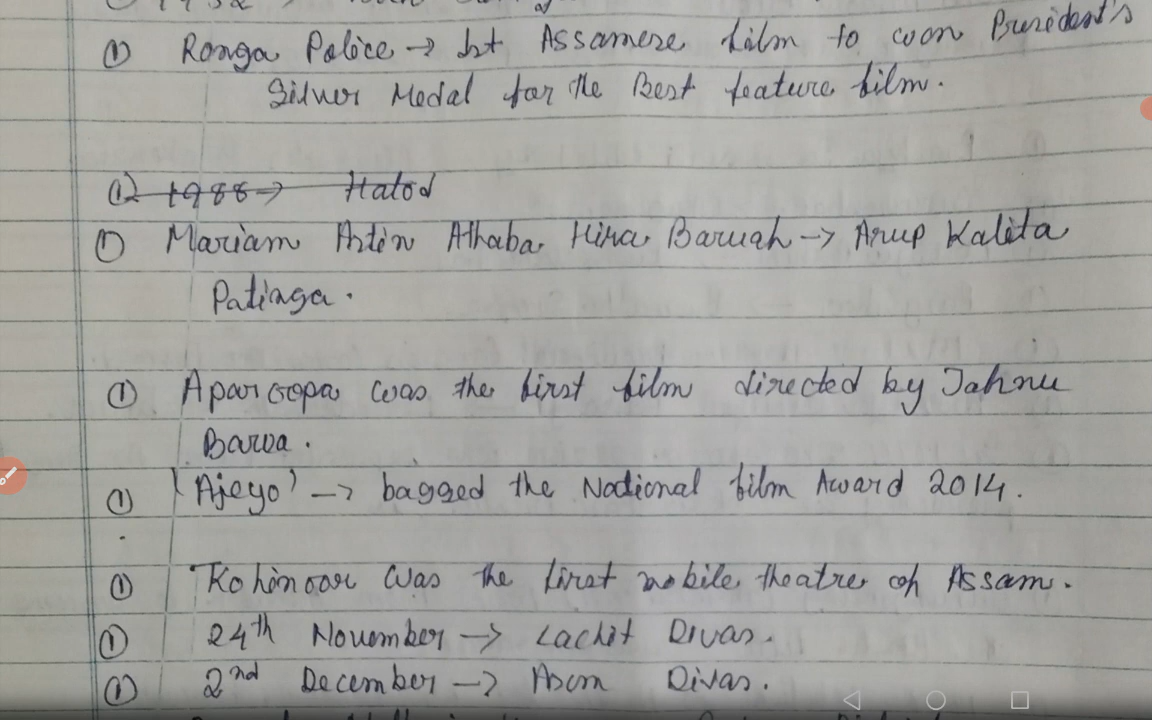 ① Ronga Police → 1st Assamese film to won President's
Silver Medal for the Best feature film.
① 1988 → Halod
① Mariam Astin Athaba Hira Baruah → Arup Kalita
Patiaga.
① Aparoopa was the first film directed by Jahnu
Barua.
① 'Ajeyo' → bagged the National film Award 2014.
① Kohinoor was the first mobile theatre of Assam.
① 24th November → Lachit Divas.
① 2nd December → Asom Divas.